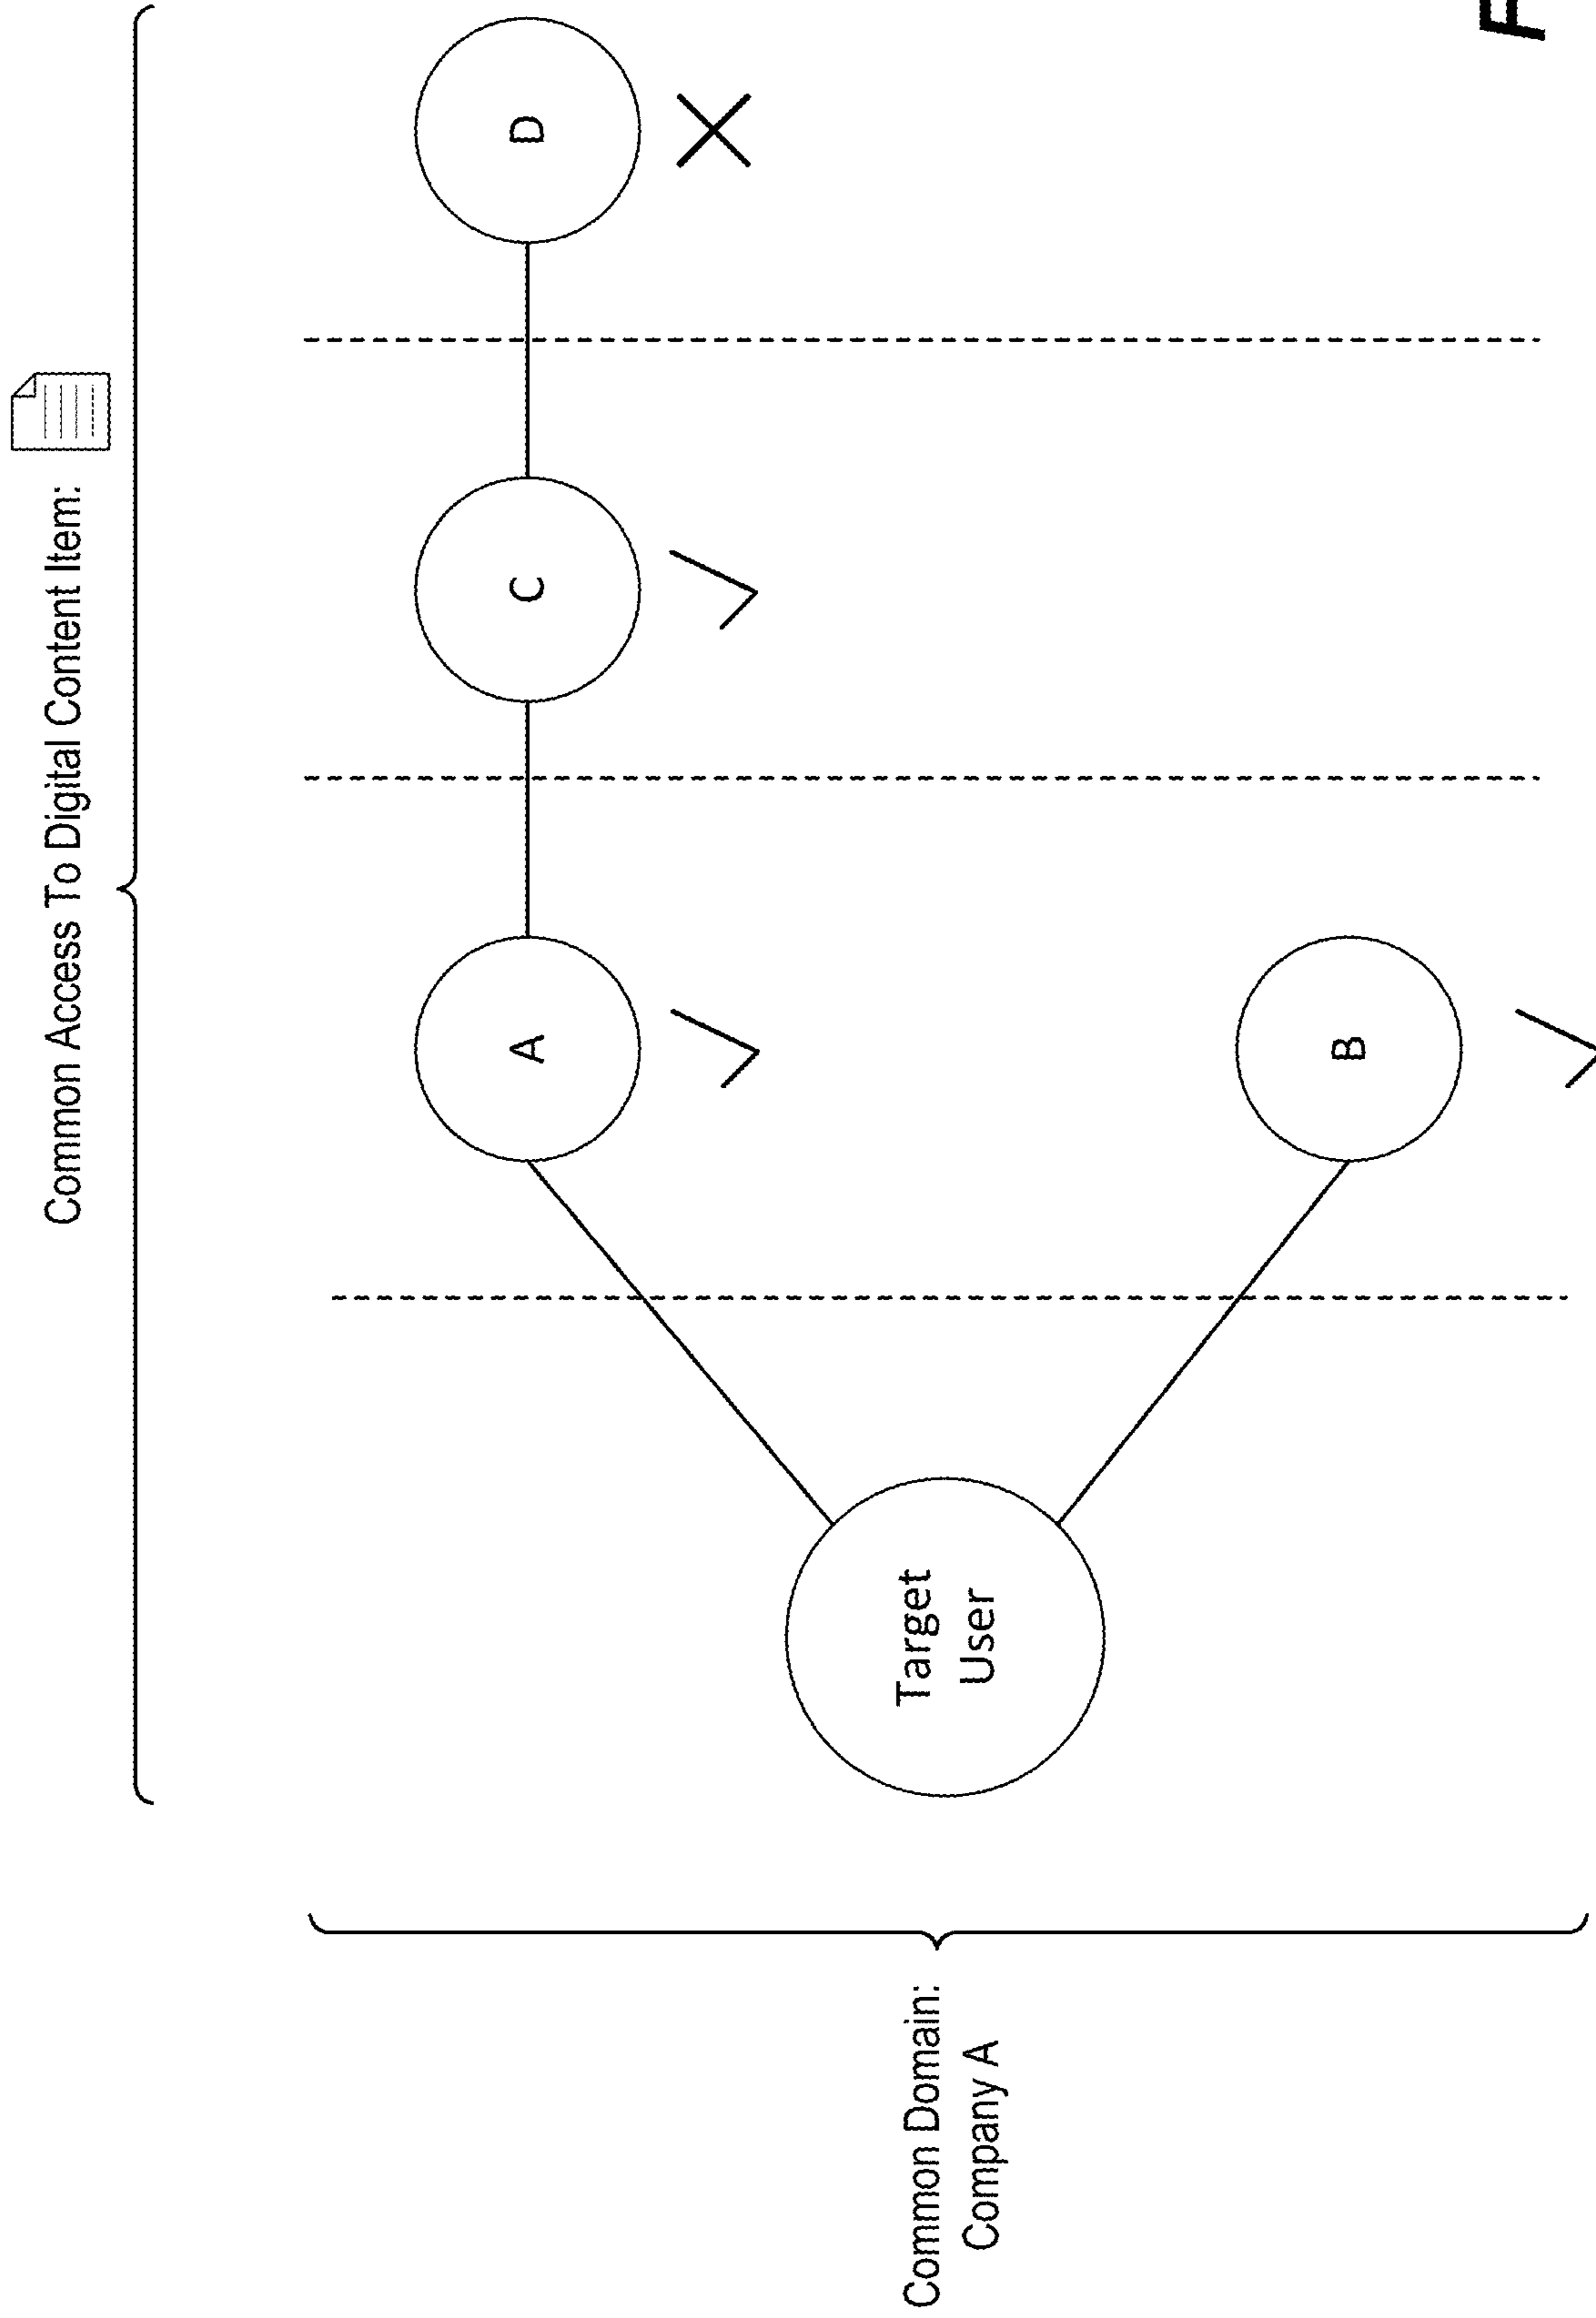 Common Access To Digital Content Item:
A
C
D
Target
User
B
Common Domain:
Company A
F